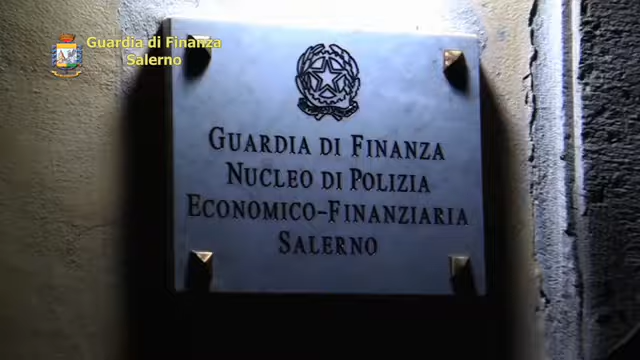 Guardia di Finanza
Salerno
GUARDIA DI FINANZA
NUCLEO DI POLIZIA
ECONOMICO-FINANZIARIA
SALERNO